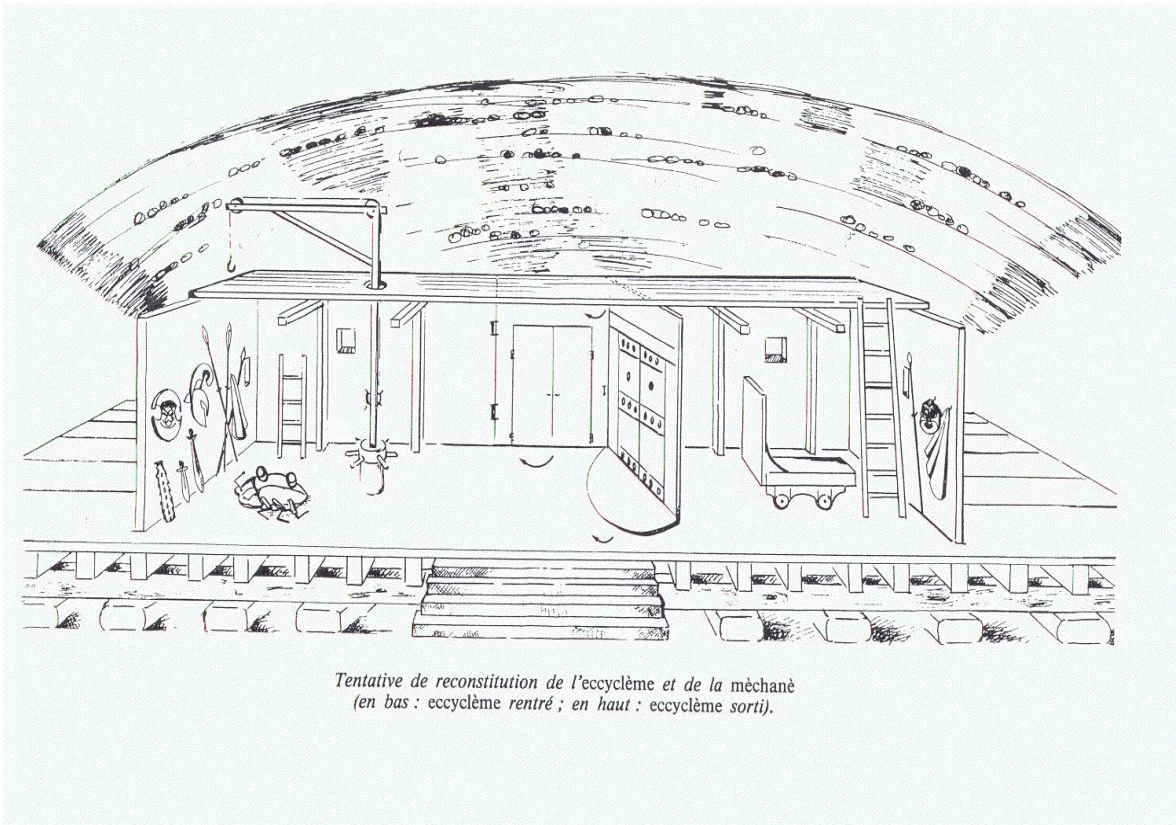 Tentative de reconstitution de l'eccyclème et de la mèchanè
(en bas : eccyclème rentré ; en haut : eccyclème sorti).